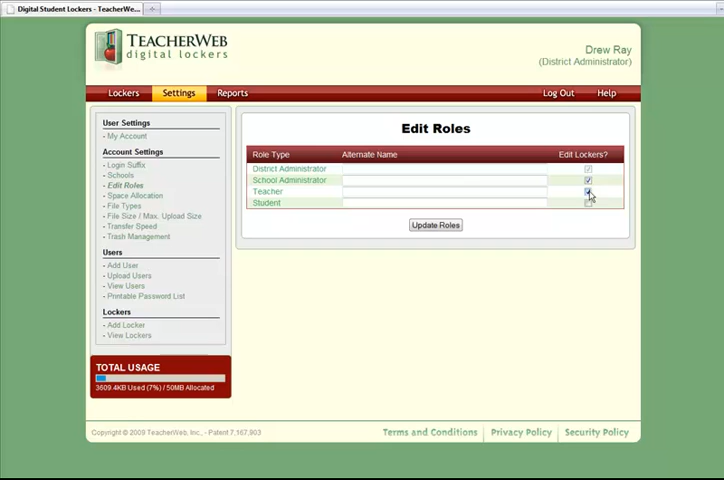 Digital Student Lockers - TeacherWe...
TEACHERWEB
digital lockers
Drew Ray
(District Administrator)
Lockers Settings Reports Log Out Help
User Settings
- My Account
Account Settings
- Login Suffix
- Schools
- Edit Roles
- Space Allocation
- File Types
- File Size / Max. Upload Size
- Transfer Speed
- Trash Management
Users
- Add User
- Upload Users
- View Users
- Printable Password List
Lockers
- Add Locker
- View Lockers
TOTAL USAGE
3609.4KB Used (7%) / 50MB Allocated
Edit Roles
Role Type Alternate Name Edit Lockers?
District Administrator
School Administrator
Teacher
Student
Update Roles
Copyright © 2009 TeacherWeb, Inc., - Patent 7,167,903
Terms and Conditions | Privacy Policy | Security Policy